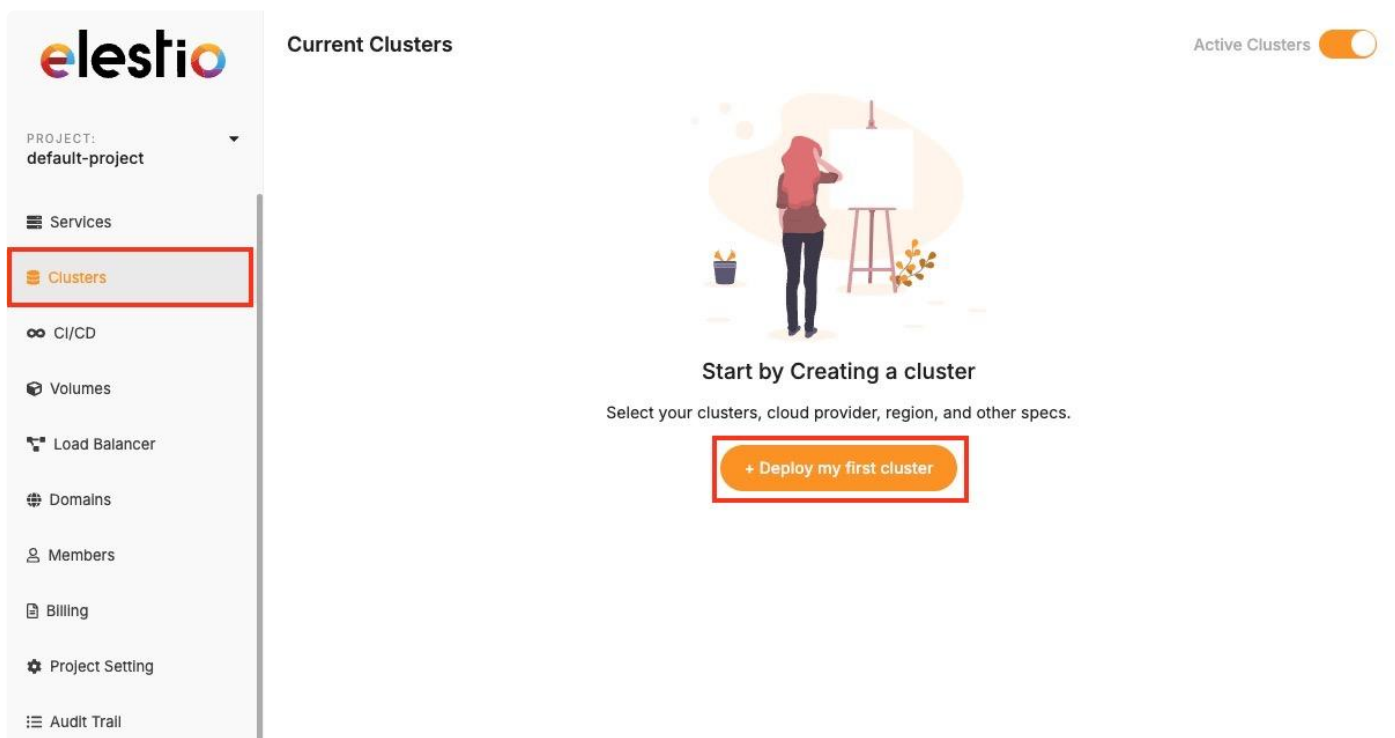 elestio
PROJECT:
default-project
Services
Clusters
CI/CD
Volumes
Load Balancer
Domains
Members
Billing
Project Setting
Audit Trail
Current Clusters
Active Clusters
Start by Creating a cluster
Select your clusters, cloud provider, region, and other specs.
+ Deploy my first cluster